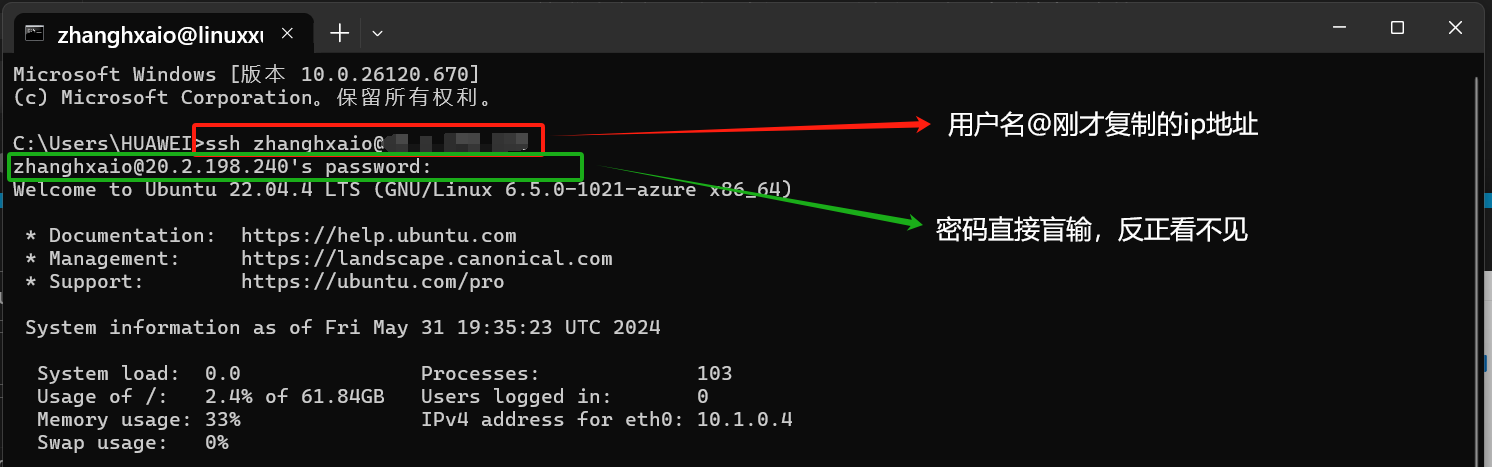 zhanghxaio@linuxxu
Microsoft Windows [版本 10.0.26120.670]
(c) Microsoft Corporation。保留所有权利。
C:\Users\HUAWEI>ssh zhanghxaio@
用户名@刚才复制的ip地址
zhanghxaio@20.2.198.240's password:
Welcome to Ubuntu 22.04.4 LTS (GNU/Linux 6.5.0-1021-azure x86_64)
密码直接盲输，反正看不见
* Documentation: https://help.ubuntu.com
* Management: https://landscape.canonical.com
* Support: https://ubuntu.com/pro
System information as of Fri May 31 19:35:23 UTC 2024
System load: 0.0 Processes: 103
Usage of /: 2.4% of 61.84GB Users logged in: 0
Memory usage: 33% IPv4 address for eth0: 10.1.0.4
Swap usage: 0%